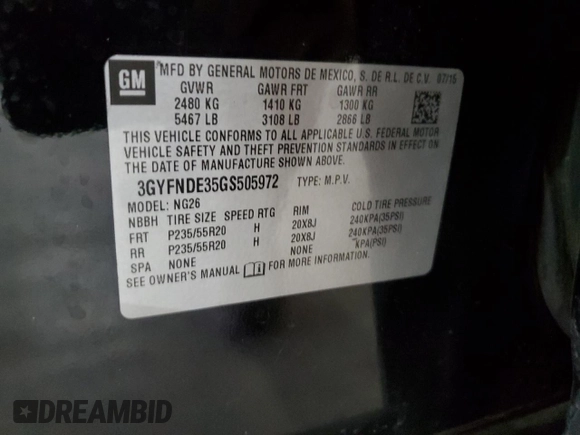 GM
MFD BY GENERAL MOTORS DE MEXICO, S. DE R.L. DE C.V. 07/15
GVWR GAWR FRT GAWR RR
2480 KG 1410 KG 1300 KG
5467 LB 3108 LB 2866 LB
THIS VEHICLE CONFORMS TO ALL APPLICABLE U.S. FEDERAL MOTOR
VEHICLE SAFETY AND THEFT PREVENTION STANDARDS IN EFFECT ON
THE DATE OF MANUFACTURE SHOWN ABOVE.
3GYFNDE35GS505972 TYPE: M.P.V.
MODEL: NG26
NBBH TIRE SIZE SPEED RTG RIM COLD TIRE PRESSURE
FRT P235/55R20 H 20X8J 240KPA(35PSI)
RR P235/55R20 H 20X8J 240KPA(35PSI)
SPA NONE NONE KPA(PSI)
SEE OWNER'S MANUAL FOR MORE INFORMATION.
DREAMBID